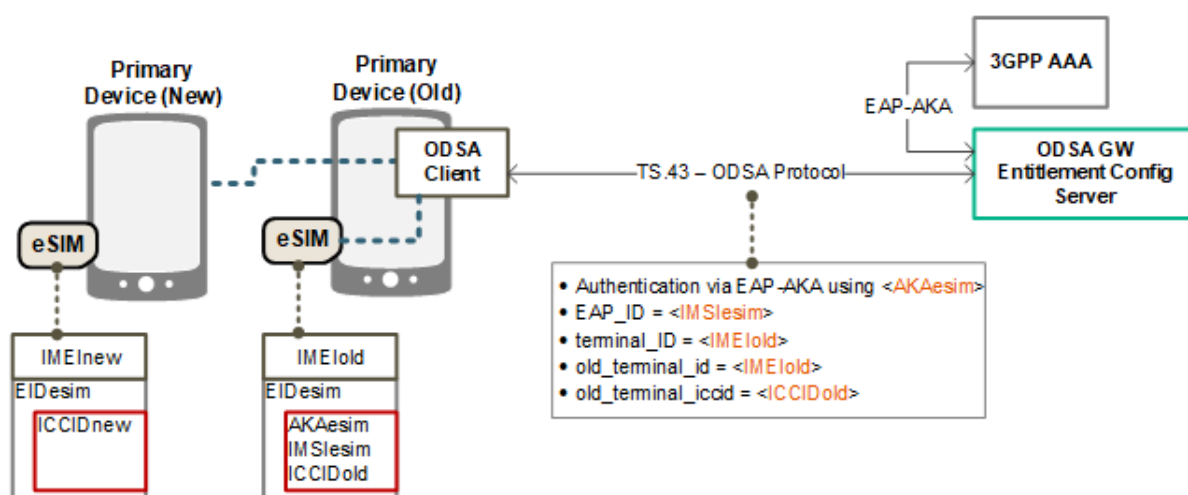 Primary
Device (New)
Primary
Device (Old)
ODSA
Client
eSIM
eSIM
3GPP AAA
EAP-AKA
TS.43 – ODSA Protocol
ODSA GW
Entitlement Config
Server
• Authentication via EAP-AKA using <AKAesim>
• EAP_ID = <IMSIesim>
• terminal_ID = <IMEIold>
• old_terminal_id = <IMEIold>
• old_terminal_iccid = <ICCIDold>
IMEInew
EIDesim
ICCIDnew
IMEIold
EIDesim
AKAesim
IMSIesim
ICCIDold